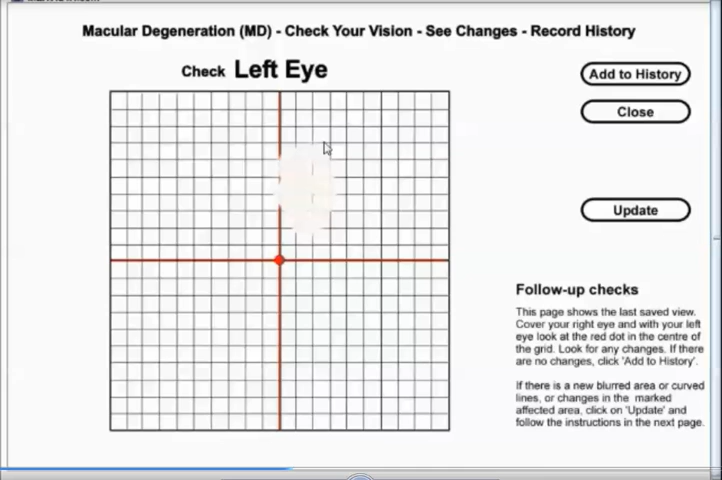 Macular Degeneration (MD) - Check Your Vision - See Changes - Record History
Check Left Eye
Add to History
Close
Update
Follow-up checks
This page shows the last saved view.
Cover your right eye and with your left
eye look at the red dot in the centre of
the grid. Look for any changes. If there
are no changes, click 'Add to History'.
If there is a new blurred area or curved
lines, or changes in the marked
affected area, click on 'Update' and
follow the instructions in the next page.